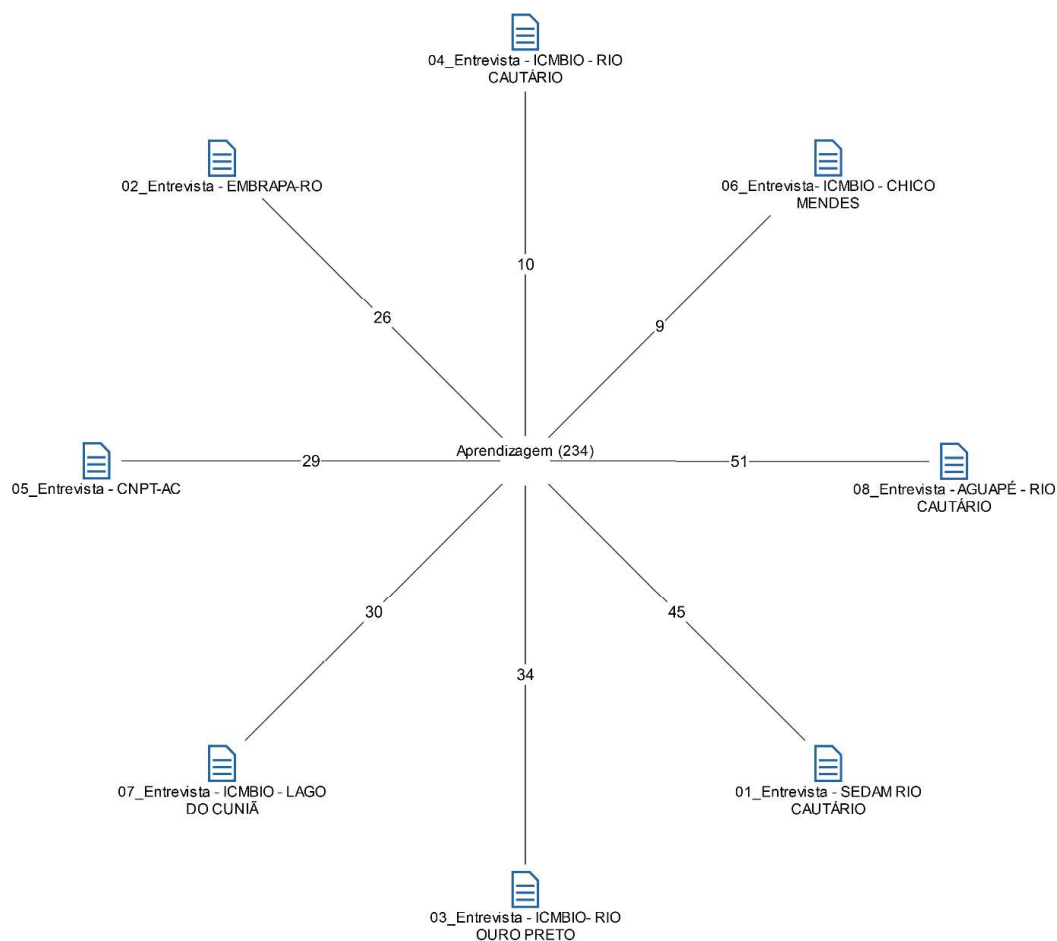 04_Entrevista - ICMBIO - RIO
CAUTÁRIO
02_Entrevista - EMBRAPA-RO
06_Entrevista- ICMBIO - CHICO
MENDES
10
26
9
Aprendizagem (234)
29
51
05_Entrevista - CNPT-AC
08_Entrevista - AGUAPÉ - RIO
CAUTÁRIO
30
45
34
07_Entrevista - ICMBIO - LAGO
DO CUNIÃ
01_Entrevista - SEDAM RIO
CAUTÁRIO
03_Entrevista - ICMBIO- RIO
OURO PRETO